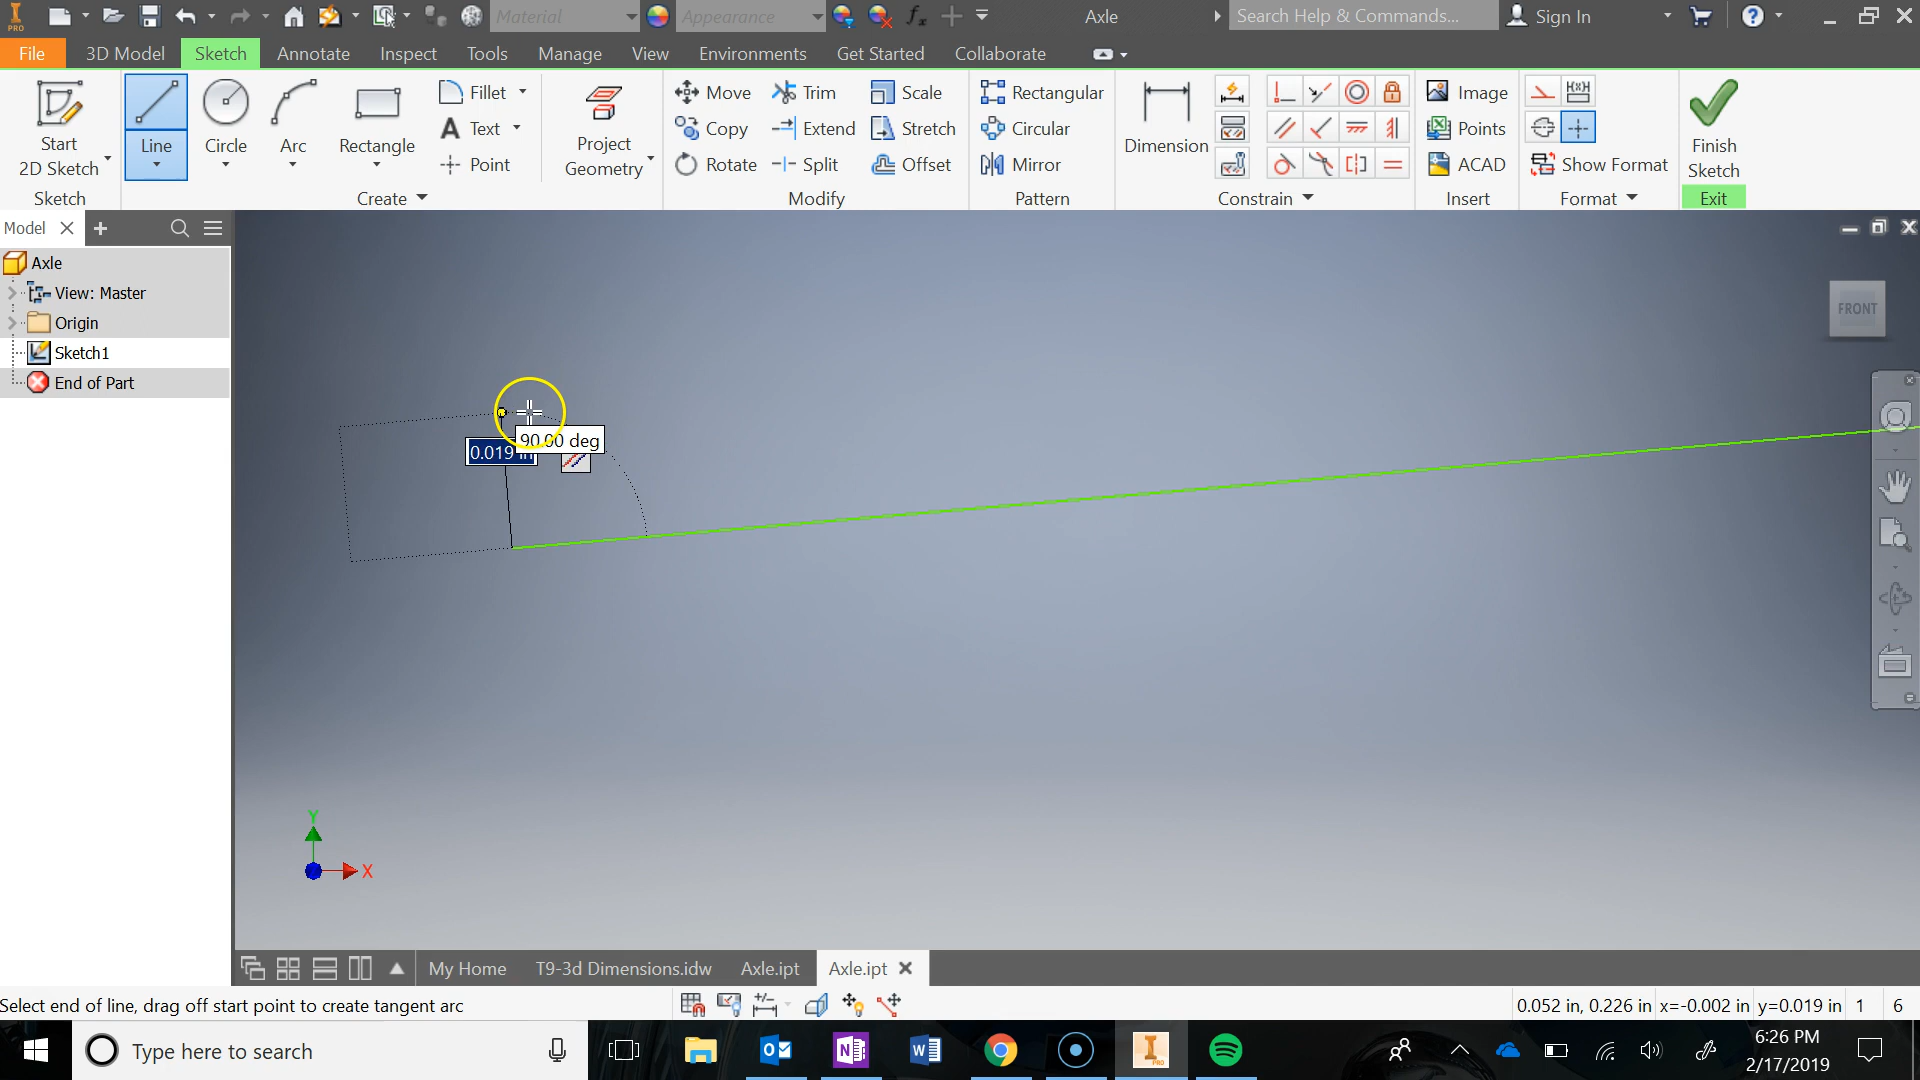 PRO
Material
Appearance
Axle
Search Help & Commands...
Sign In
File
3D Model
Sketch
Annotate
Inspect
Tools
Manage
View
Environments
Get Started
Collaborate
Start
2D Sketch
Line
Circle
Arc
Rectangle
Fillet
Text
Point
Project
Geometry
Move
Copy
Rotate
Trim
Extend
Split
Scale
Stretch
Offset
Rectangular
Circular
Mirror
Dimension
Image
Points
ACAD
Show Format
Finish
Sketch
Sketch
Create
Modify
Pattern
Constrain
Insert
Format
Exit
Model
Axle
View: Master
Origin
Sketch1
End of Part
FRONT
90.00 deg
0.019 in
Y
X
My Home
T9-3d Dimensions.idw
Axle.ipt
Axle.ipt
Select end of line, drag off start point to create tangent arc
0.052 in, 0.226 in
x=-0.002 in
y=0.019 in
1
6
Type here to search
6:26 PM
2/17/2019